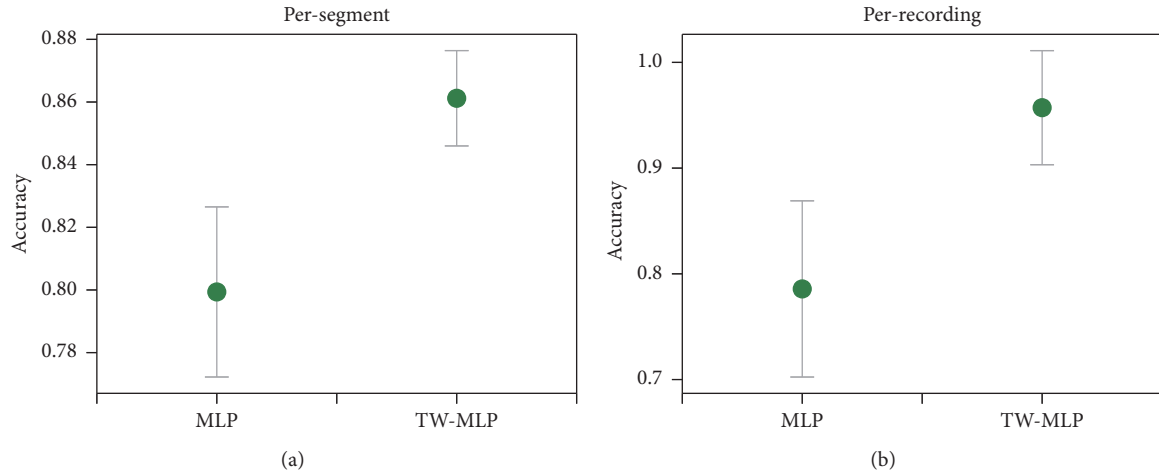 Per-segment
0.88
0.86
0.84
0.82
0.80
0.78
Accuracy
MLP
TW-MLP
(a)
Per-recording
1.0
0.9
0.8
0.7
Accuracy
MLP
TW-MLP
(b)